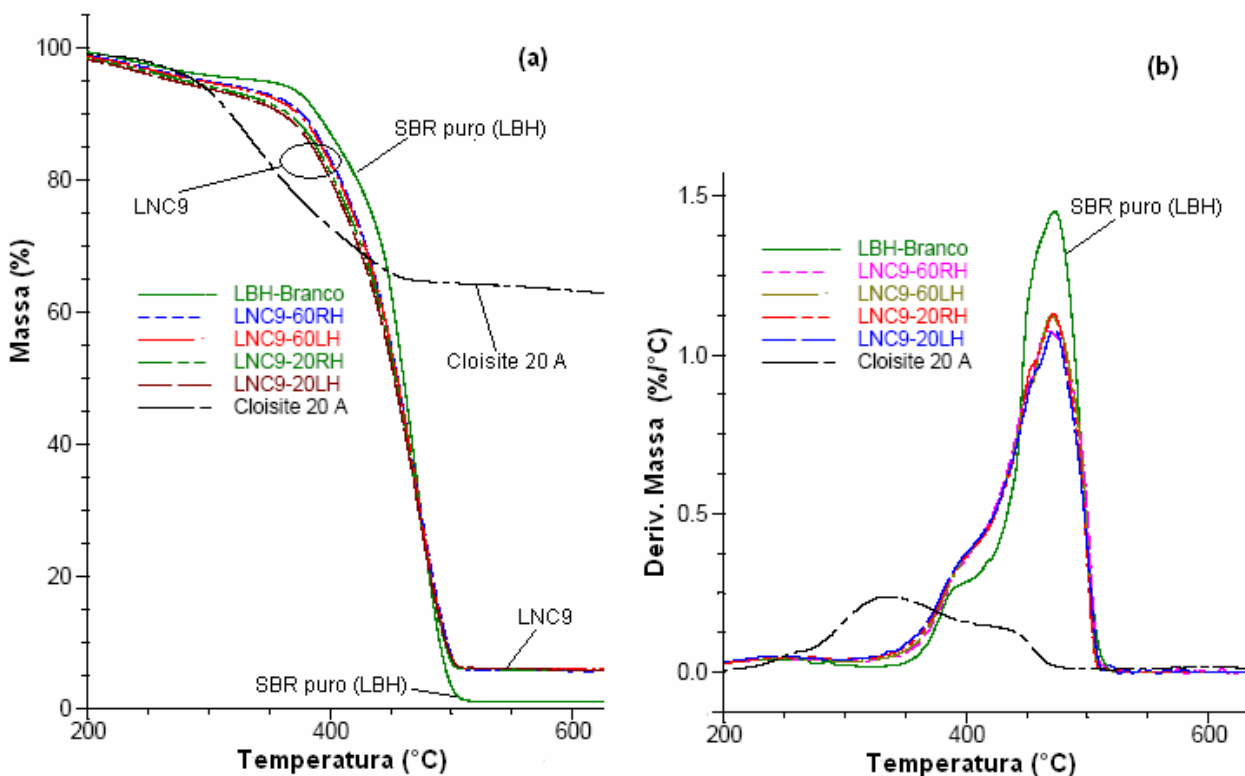 (a)
100
80
60
40
20
0
Massa (%)
SBR puro (LBH)
LNC9
LBH-Branco
LNC9-60RH
LNC9-60LH
LNC9-20RH
LNC9-20LH
Cloisite 20 A
Cloisite 20 A
LNC9
SBR puro (LBH)
200
400
600
Temperatura (°C)
(b)
1.5
1.0
0.5
0.0
Deriv. Massa (%/°C)
SBR puro (LBH)
LBH-Branco
LNC9-60RH
LNC9-60LH
LNC9-20RH
LNC9-20LH
Cloisite 20 A
200
400
600
Temperatura (°C)